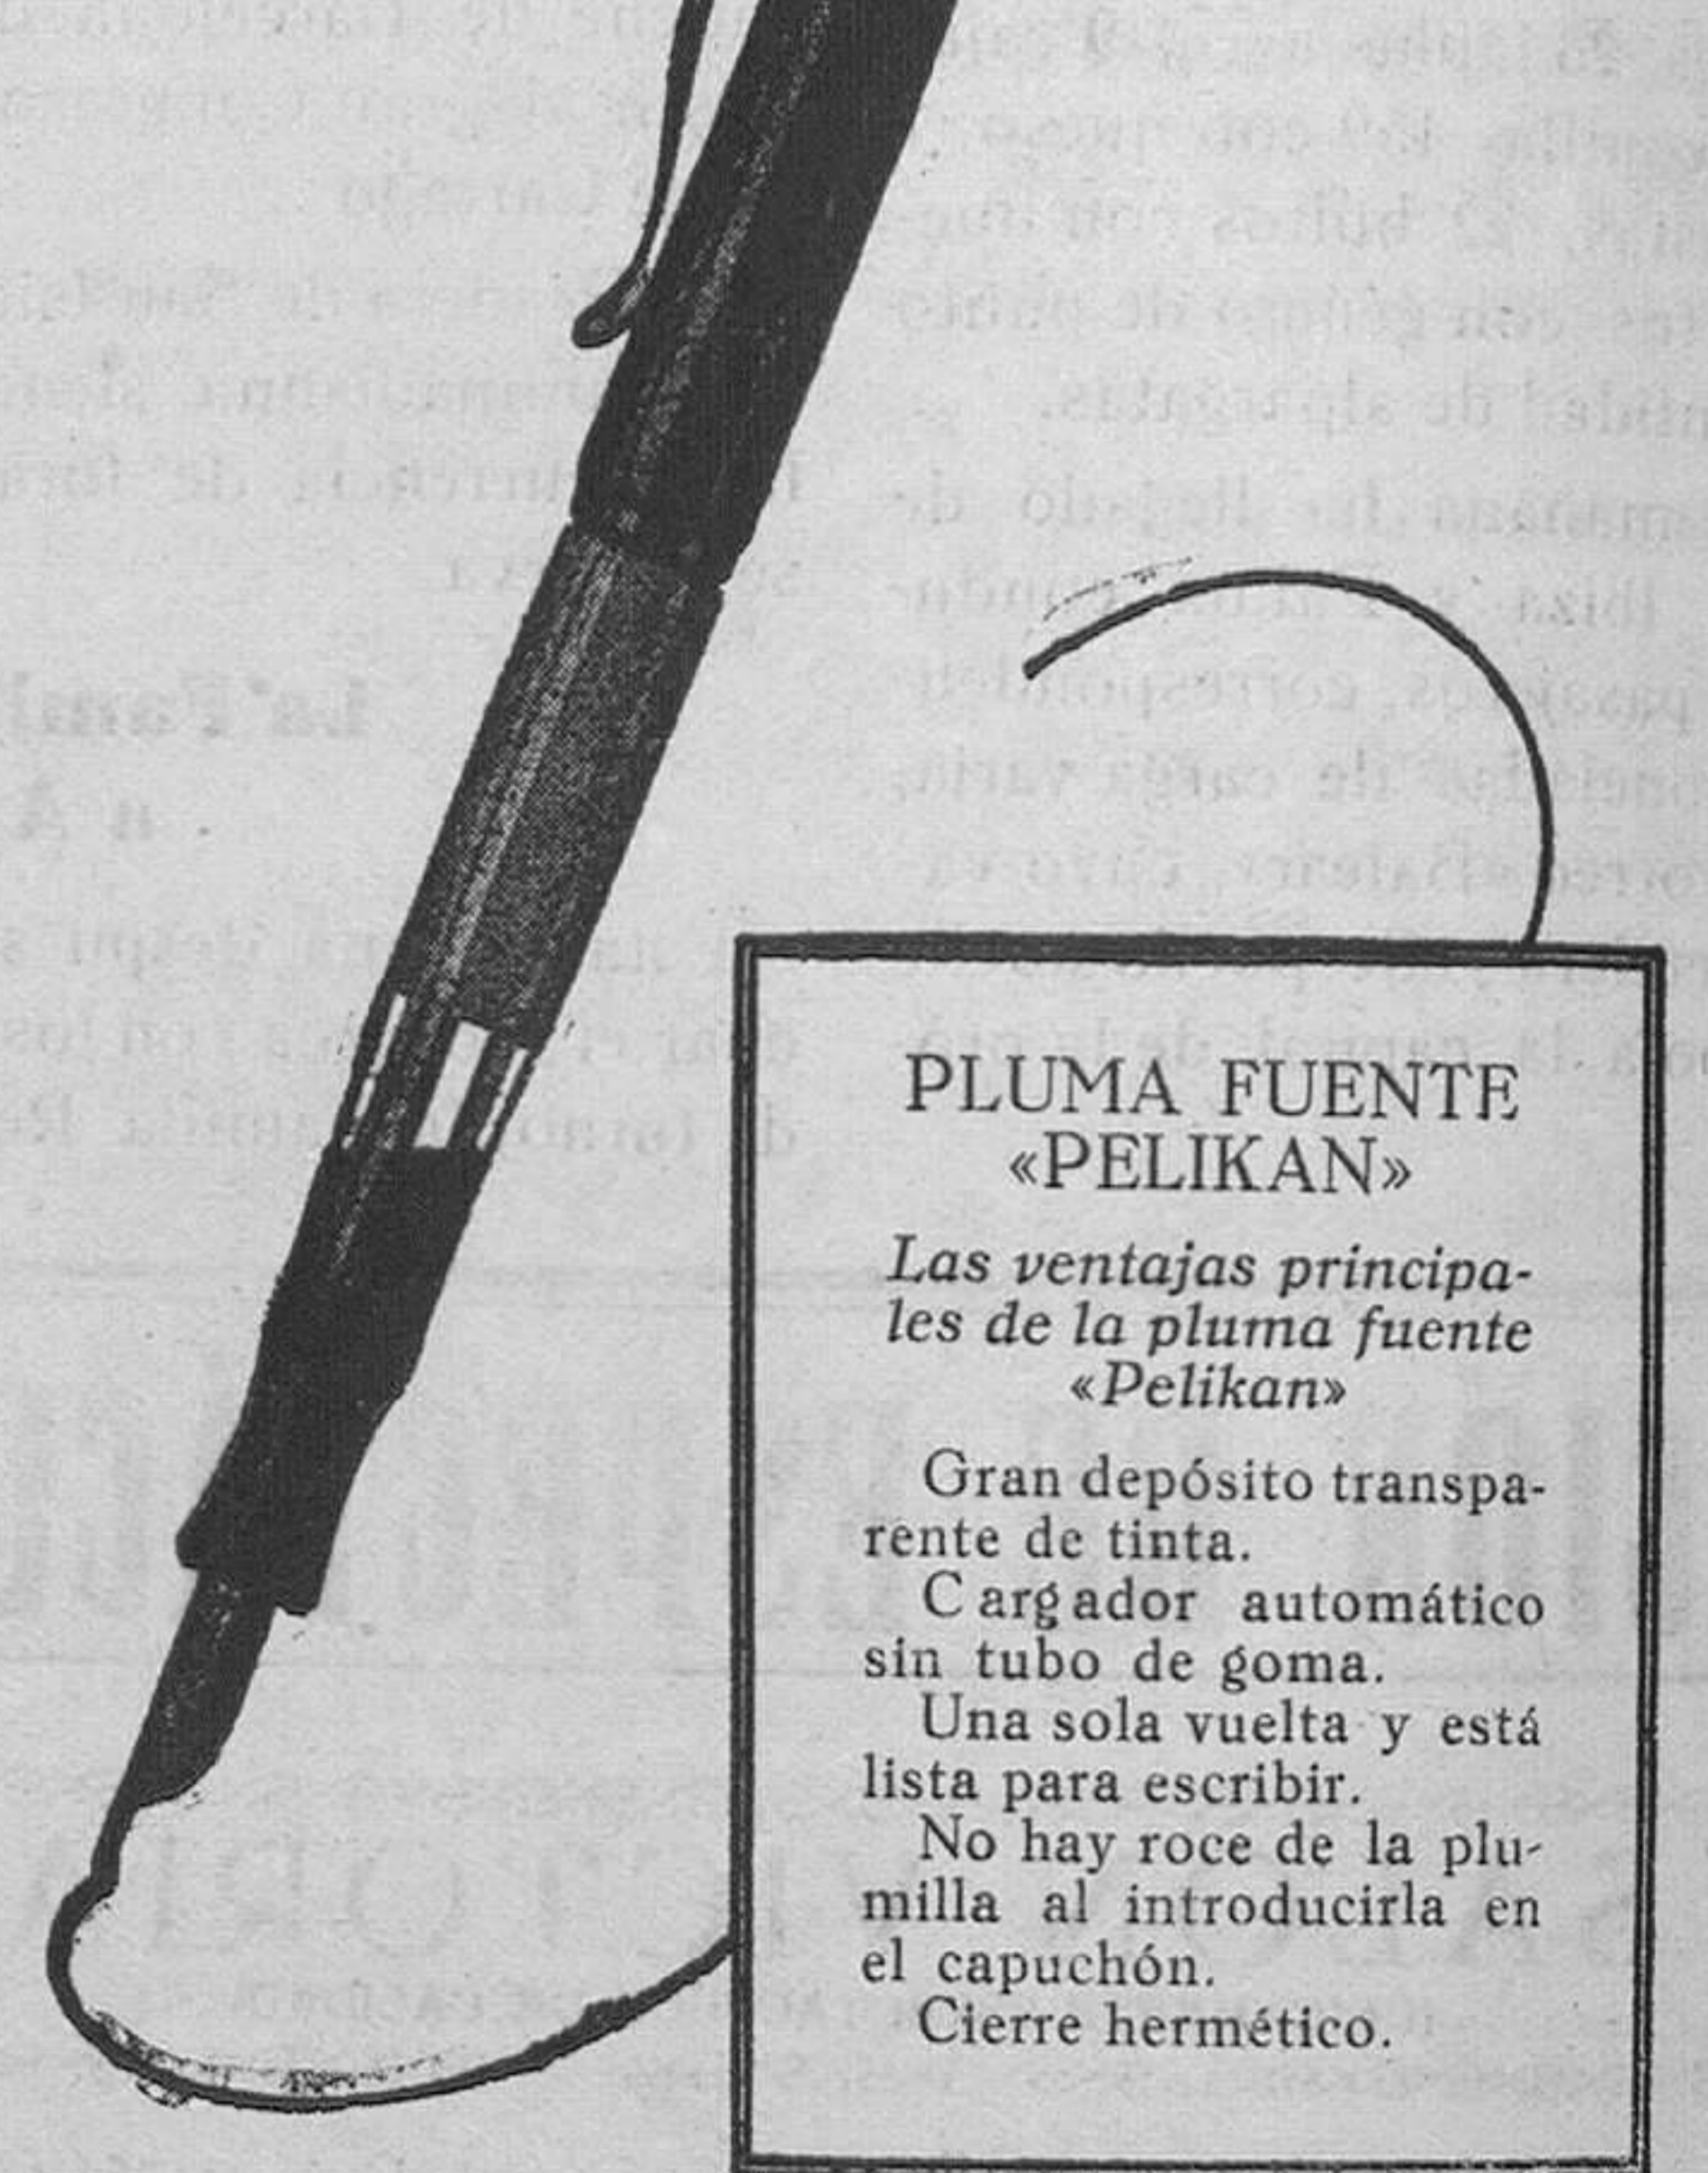 PLUMA FUENTE
«PELIKAN»
Las ventajas principa-
les de la pluma fuente
«Pelikan»
Gran depósito transpa-
rente de tinta.
Cargador automático
sin tubo de goma.
Una sola vuelta y está
lista para escribir.
No hay roce de la plu-
milla al introducirla en
el capuchón.
Cierre hermético.